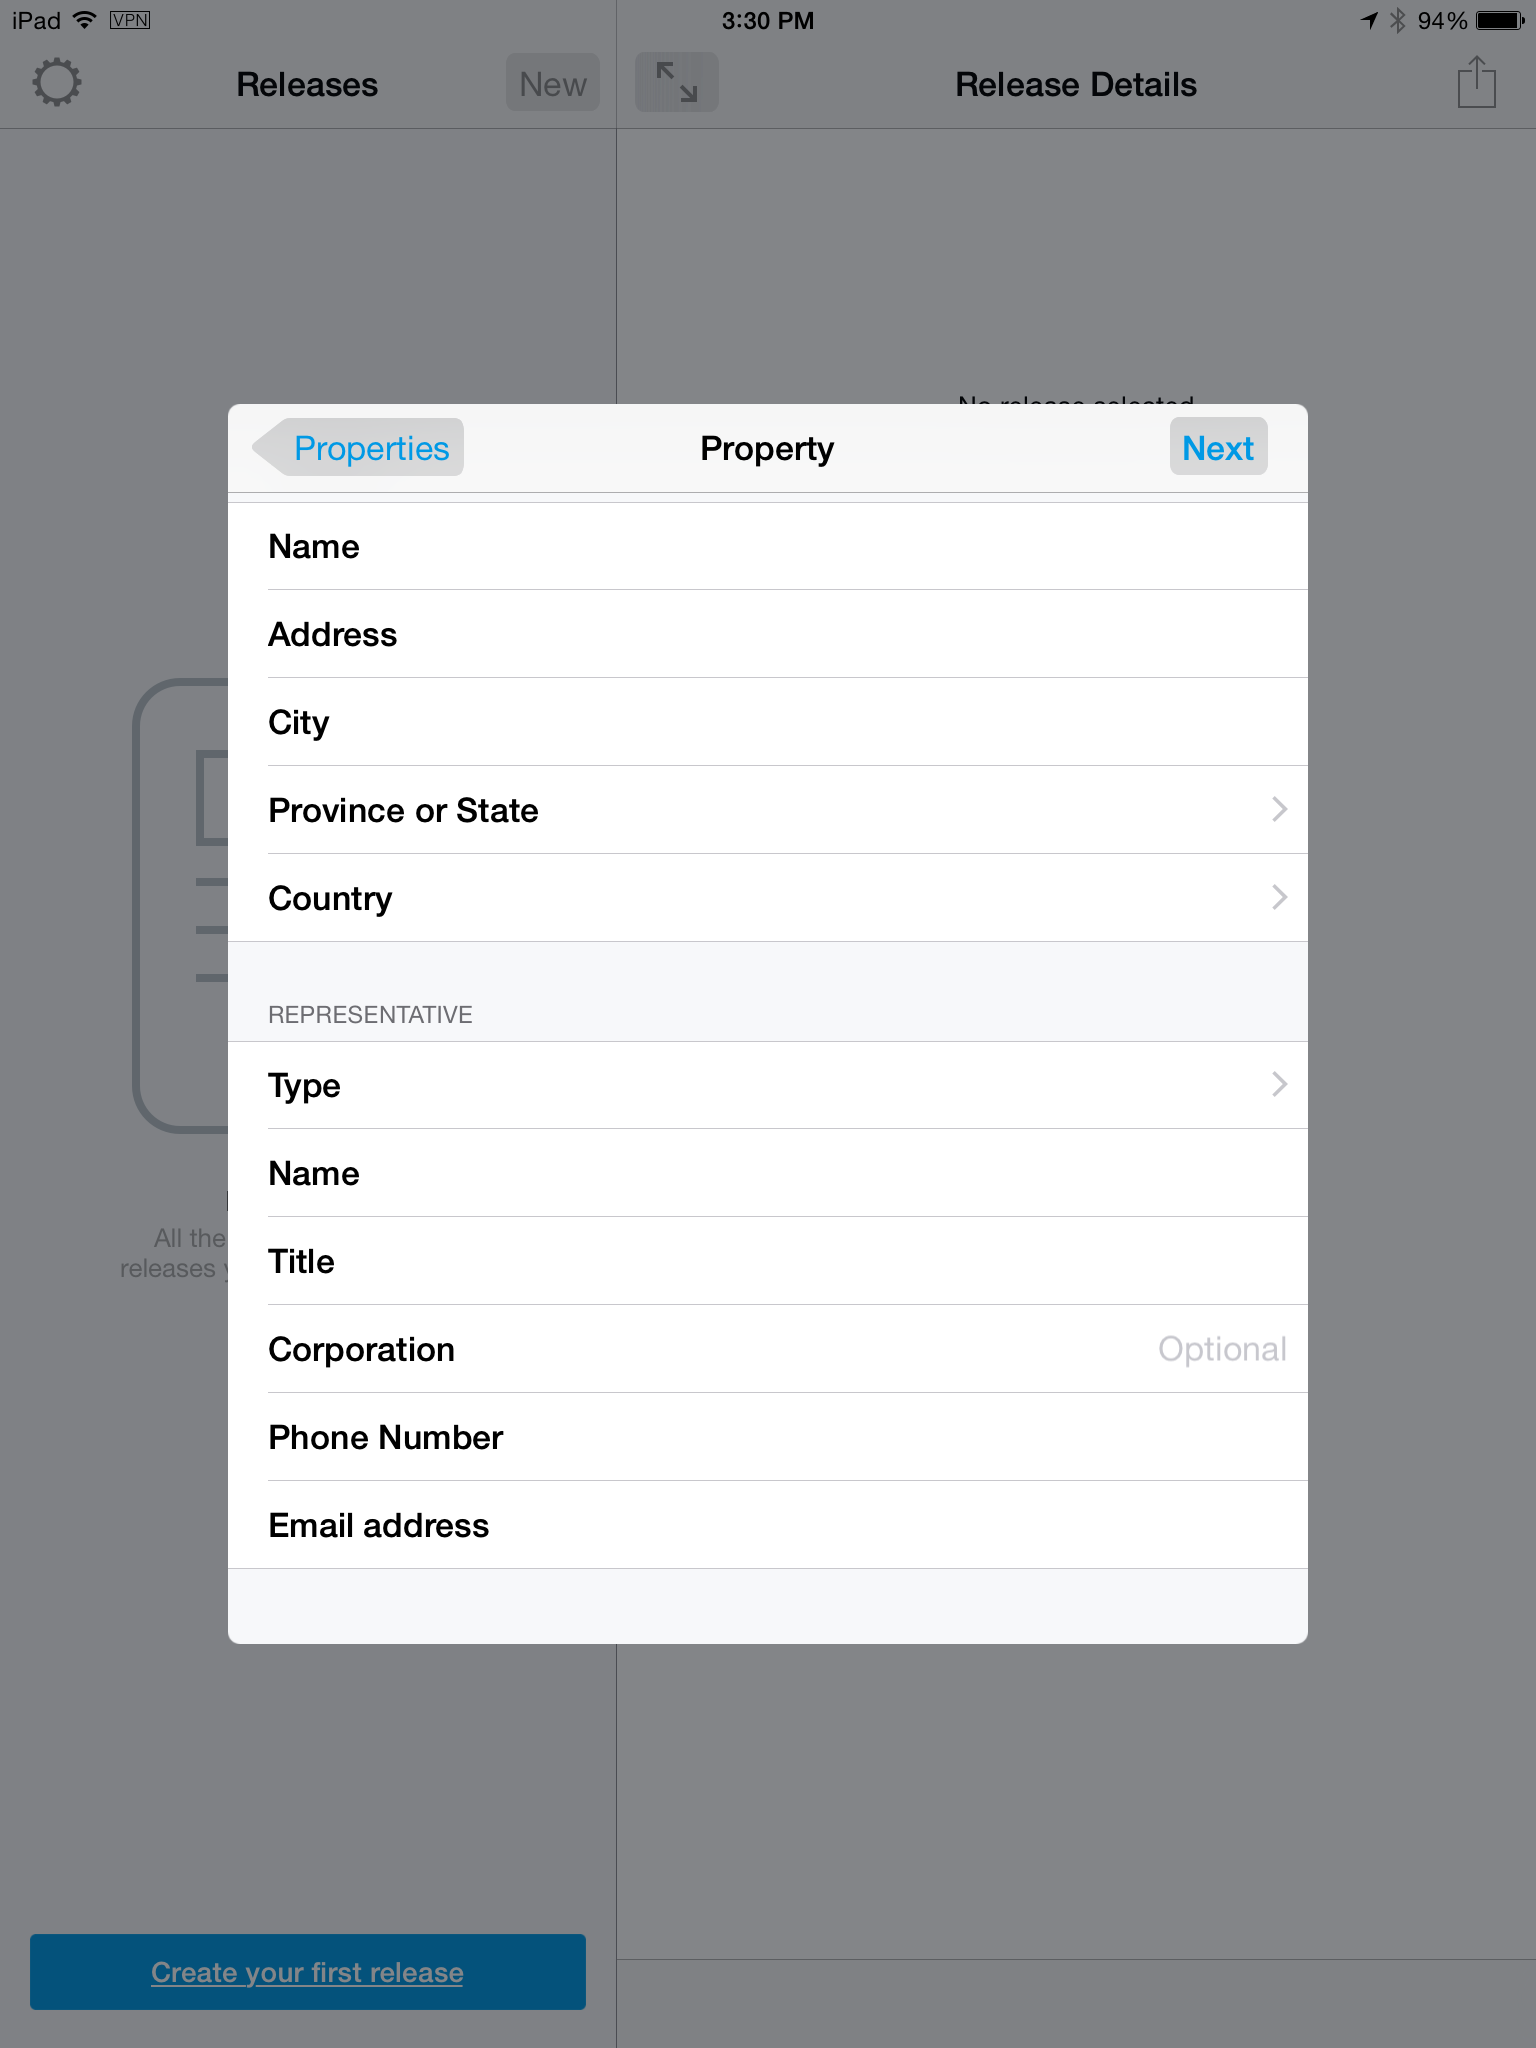 iPad VPN 3:30 PM 94%
Releases New Release Details
No release selected
Properties Property Next
Name
Address
City
Province or State
Country
REPRESENTATIVE
Type
Name
Title
Corporation Optional
Phone Number
Email address
All the
releases
Create your first release